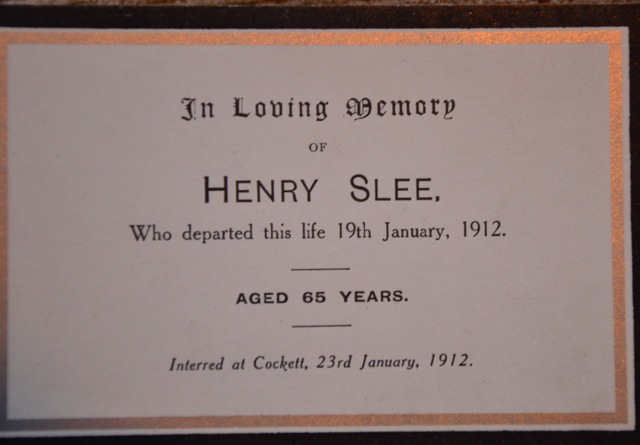 In Loving Memory
OF
HENRY SLEE,
Who departed this life 19th January, 1912.
AGED 65 YEARS.
Interred at Cockett, 23rd January, 1912.